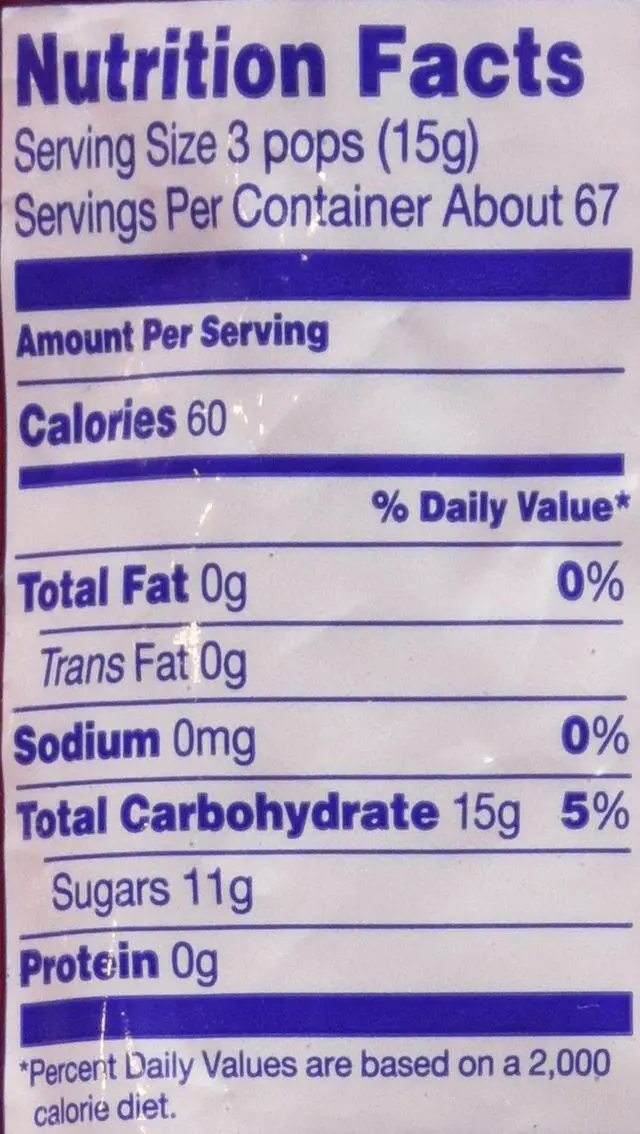 Nutrition Facts
Serving Size 3 pops (15g)
Servings Per Container About 67
Amount Per Serving
Calories 60
% Daily Value*
Total Fat 0g 0%
Trans Fat 0g
Sodium 0mg 0%
Total Carbohydrate 15g 5%
Sugars 11g
Protein 0g
*Percent Daily Values are based on a 2,000
calorie diet.